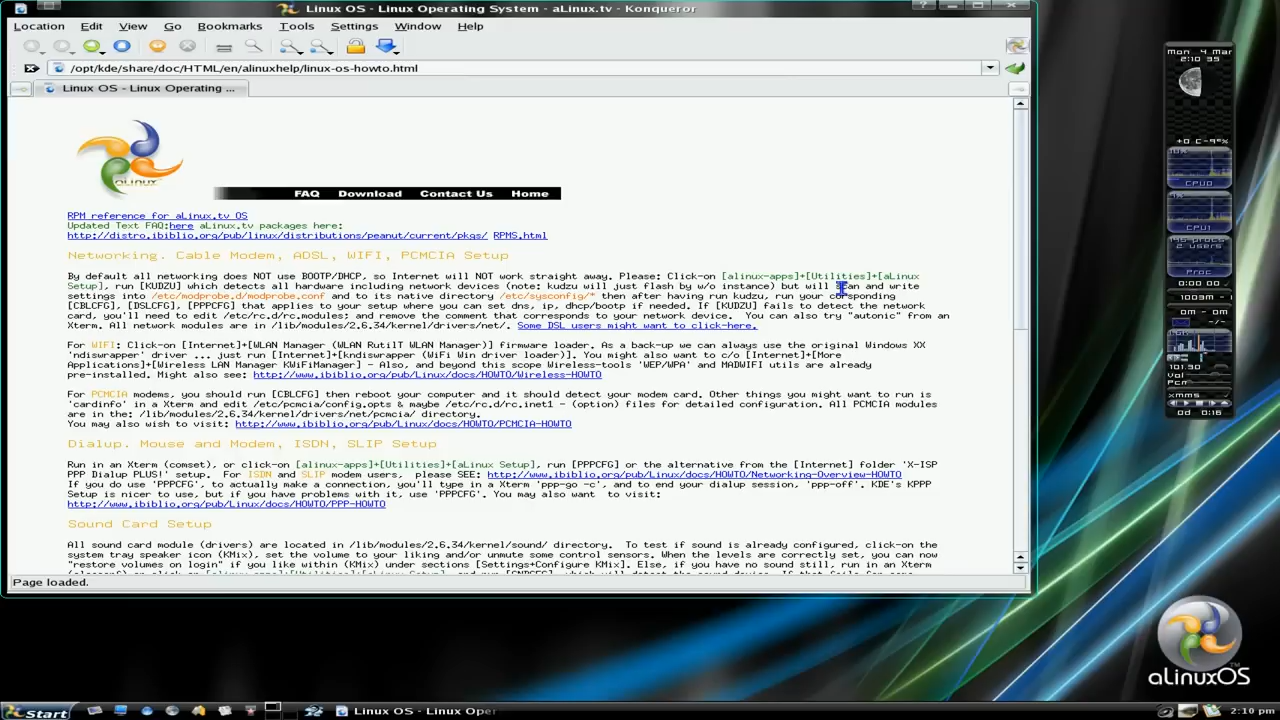 Linux OS - Linux Operating System - aLinux.tv - Konqueror
Location Edit View Go Bookmarks Tools Settings Window Help
/opt/kde/share/doc/HTML/en/alinuxhelp/linux-os-howto.html
Linux OS - Linux Operating ...
FAQ Download Contact Us Home
RPM reference for aLinux.tv OS
Updated Text FAQ:here aLinux.tv packages here:
http://distro.ibiblio.org/pub/linux/distributions/peanut/current/pkgs/ RPMS.html
Networking. Cable Modem, ADSL, WIFI, PCMCIA Setup
By default all networking does NOT use BOOTP/DHCP, so Internet will NOT work straight away. Please: Click-on [alinux-apps]+[Utilities]+[aLinux
Setup], run [KUDZU] which detects all hardware including network devices (note: kudzu will just flash by w/o instance) but will scan and write
settings into /etc/modprobe.d/modprobe.conf and to its native directory /etc/sysconfig/* then after having run kudzu, run your
[CBLCFG], [DSLCFG], [PPPCFG] that applies to your setup where you can set dns, ip, dhcp/bootp if needed. If [KUDZU] fails to detect the network
card, you'll need to edit /etc/rc.d/rc.modules; and remove the comment that corresponds to your network device. You can also try "autonic" from an
Xterm. All network modules are in /lib/modules/2.6.34/kernel/drivers/net/. Some DSL users might want to click-here.
For WIFI: Click-on [Internet]+[WLAN Manager (WLAN RutilT WLAN Manager)] firmware loader. As a back-up we can always use the original Windows XX
'ndiswrapper' driver ... just run [Internet]+[kndiswrapper (WiFi Win driver loader)]. You might also want to c/o [Internet]+[More
Applications]+[Wireless LAN Manager KWiFiManager] - Also, and beyond this scope Wireless-tools 'WEP/WPA' and MADWIFI utils are already
pre-installed. Might also see: http://www.ibiblio.org/pub/Linux/docs/HOWTO/Wireless-HOWTO
For PCMCIA modems, you should run [CBLCFG] then reboot your computer and it should detect your modem card. Other things you might want to run is
'cardinfo' in a Xterm and edit /etc/pcmcia/config.opts & maybe /etc/rc.d/rc.inet1 - (option) files for detailed configuration. All PCMCIA modules
are in the: /lib/modules/2.6.34/kernel/drivers/net/pcmcia/ directory.
You may also wish to visit: http://www.ibiblio.org/pub/Linux/docs/HOWTO/PCMCIA-HOWTO
Dialup. Mouse and Modem, ISDN, SLIP Setup
Run in an Xterm (comset), or click-on [alinux-apps]+[Utilities]+[aLinux Setup], run [PPPCFG] or the alternative from the [Internet] folder 'X-ISP
PPP Dialup PLUS!' setup. For ISDN and SLIP modem users, please SEE: http://www.ibiblio.org/pub/Linux/docs/HOWTO/Networking-Overview-HOWTO
If you do use 'PPPCFG', to actually make a connection, you'll type in a Xterm 'ppp-go -c', and to end your dialup session, 'ppp-off'. KDE's KPPP
Setup is nicer to use, but if you have problems with it, use 'PPPCFG'. You may also want to visit:
http://www.ibiblio.org/pub/Linux/docs/HOWTO/PPP-HOWTO
Sound Card Setup
All sound card module (drivers) are located in /lib/modules/2.6.34/kernel/sound/ directory. To test if sound is already configured, click-on the
system tray speaker icon (KMix), set the volume to your liking and/or unmute some control sensors. When the levels are correctly set, you can now
"restore volumes on login" if you like within (KMix) under sections [Settings+Configure KMix]. Else, if you have no sound still, run in an Xterm
Page loaded.
Mon 4 Mar
2:10 35
CPU0
CPU1
2 users
Proc
0:00 00
1003M
0m - 0m
101.90
Vol
Pcm
xmms
0d 0:16
aLinuxOS
Start
Linux OS - Linux Oper
2:10 pm